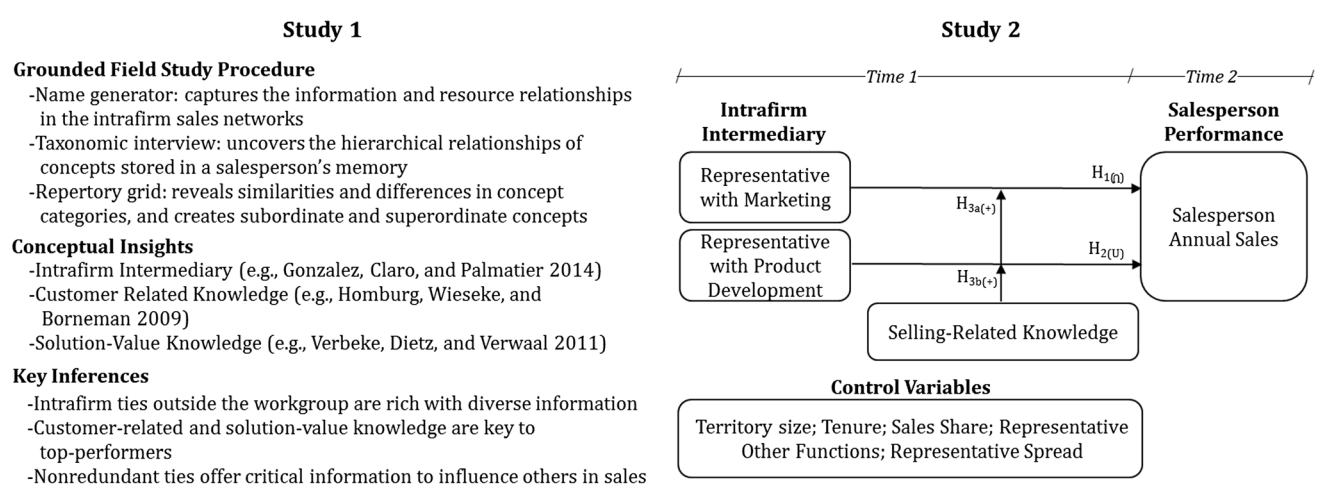 Study 1
Grounded Field Study Procedure
-Name generator: captures the information and resource relationships
in the intrafirm sales networks
-Taxonomic interview: uncovers the hierarchical relationships of
concepts stored in a salesperson’s memory
-Repertory grid: reveals similarities and differences in concept
categories, and creates subordinate and superordinate concepts
Conceptual Insights
-Intrafirm Intermediary (e.g., Gonzalez, Claro, and Palmatier 2014)
-Customer Related Knowledge (e.g., Homburg, Wieseke, and
Borneman 2009)
-Solution-Value Knowledge (e.g., Verbeke, Dietz, and Verwaal 2011)
Key Inferences
-Intrafirm ties outside the workgroup are rich with diverse information
-Customer-related and solution-value knowledge are key to
top-performers
-Nonredundant ties offer critical information to influence others in sales
Study 2
Time 1
Time 2
Intrafirm
Intermediary
Salesperson
Performance
Representative
with Marketing
H1(∩)
H3a(+)
Representative
with Product
Development
H2(U)
H3b(+)
Salesperson
Annual Sales
Selling-Related Knowledge
Control Variables
Territory size; Tenure; Sales Share; Representative
Other Functions; Representative Spread